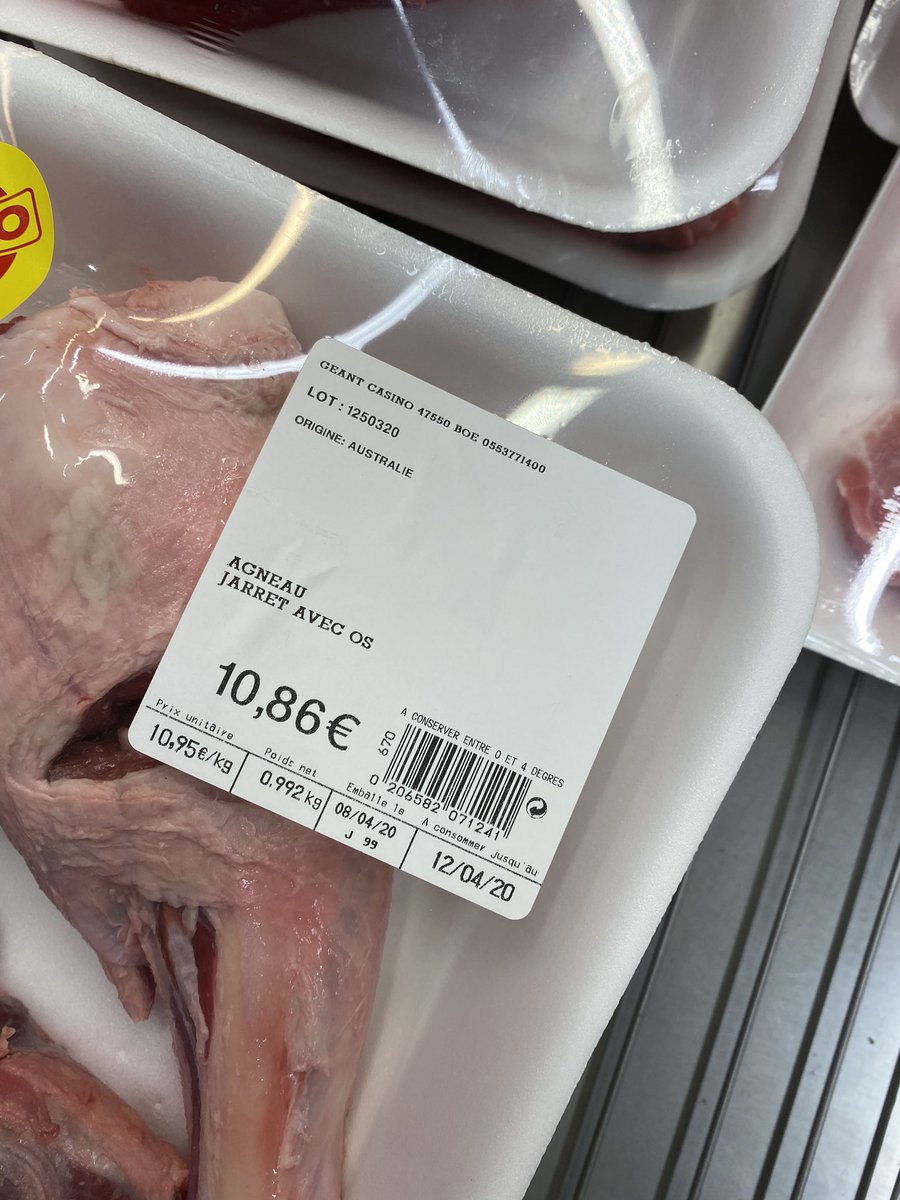 GEANT CASINO 47550 BOE 0553771400
LOT : 1250320
ORIGINE: AUSTRALIE
AGNEAU
JARRET AVEC OS
10,86€
A CONSERVER ENTRE 0 ET 4 DEGRES
670
0 206582 071241
Prix unitaire
10,95€/kg
Poids net
0.992 kg
Emballé le
08/04/20
J 99
A consommer jusqu'au
12/04/20